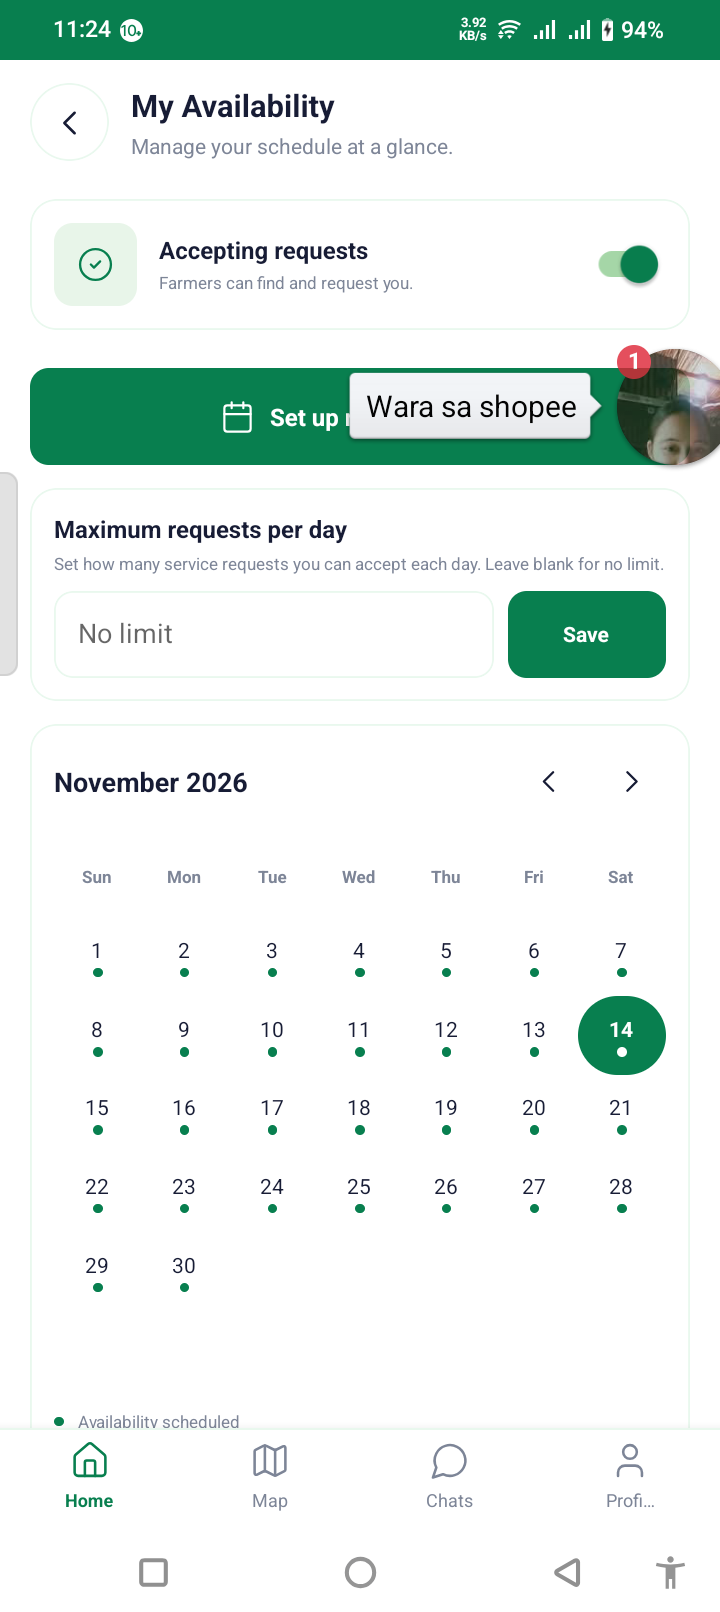 11:24 10+ 3.92 KB/s 94%
My Availability
Manage your schedule at a glance.
Accepting requests
Farmers can find and request you.
Set up
1
Wara sa shopee
Maximum requests per day
Set how many service requests you can accept each day. Leave blank for no limit.
No limit
Save
November 2026
Sun Mon Tue Wed Thu Fri Sat
1 2 3 4 5 6 7
8 9 10 11 12 13 14
15 16 17 18 19 20 21
22 23 24 25 26 27 28
29 30
Availability scheduled
Home Map Chats Profi...